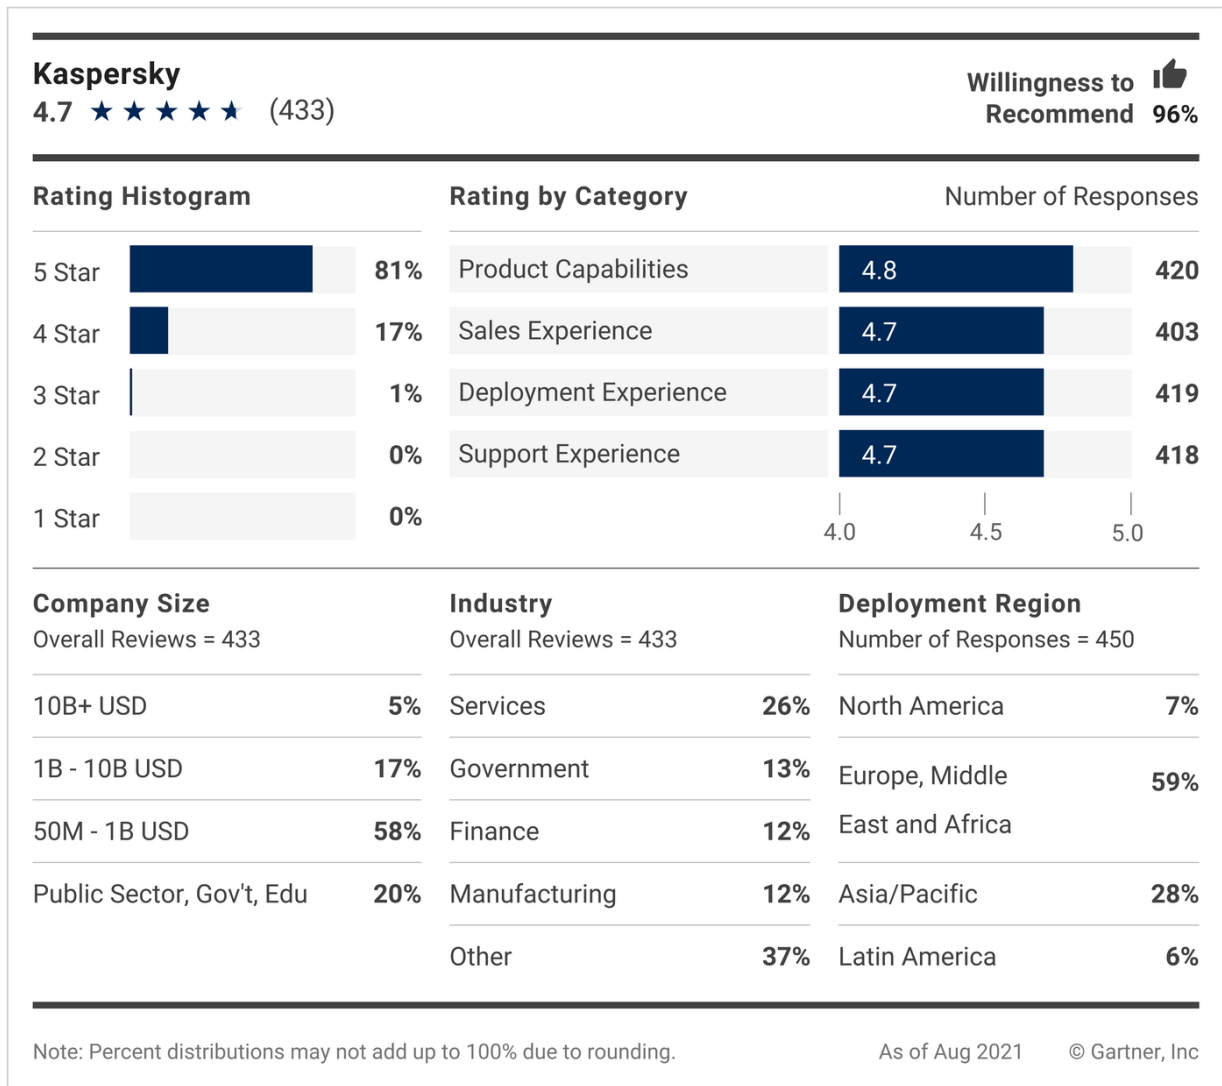 Kaspersky
4.7 (433)
Willingness to
Recommend 96%
Rating Histogram
5 Star 81%
4 Star 17%
3 Star 1%
2 Star 0%
1 Star 0%
Rating by Category Number of Responses
Product Capabilities 4.8 420
Sales Experience 4.7 403
Deployment Experience 4.7 419
Support Experience 4.7 418
4.0 4.5 5.0
Company Size
Overall Reviews = 433
10B+ USD 5%
1B - 10B USD 17%
50M - 1B USD 58%
Public Sector, Gov't, Edu 20%
Industry
Overall Reviews = 433
Services 26%
Government 13%
Finance 12%
Manufacturing 12%
Other 37%
Deployment Region
Number of Responses = 450
North America 7%
Europe, Middle 59%
East and Africa
Asia/Pacific 28%
Latin America 6%
Note: Percent distributions may not add up to 100% due to rounding. As of Aug 2021 © Gartner, Inc